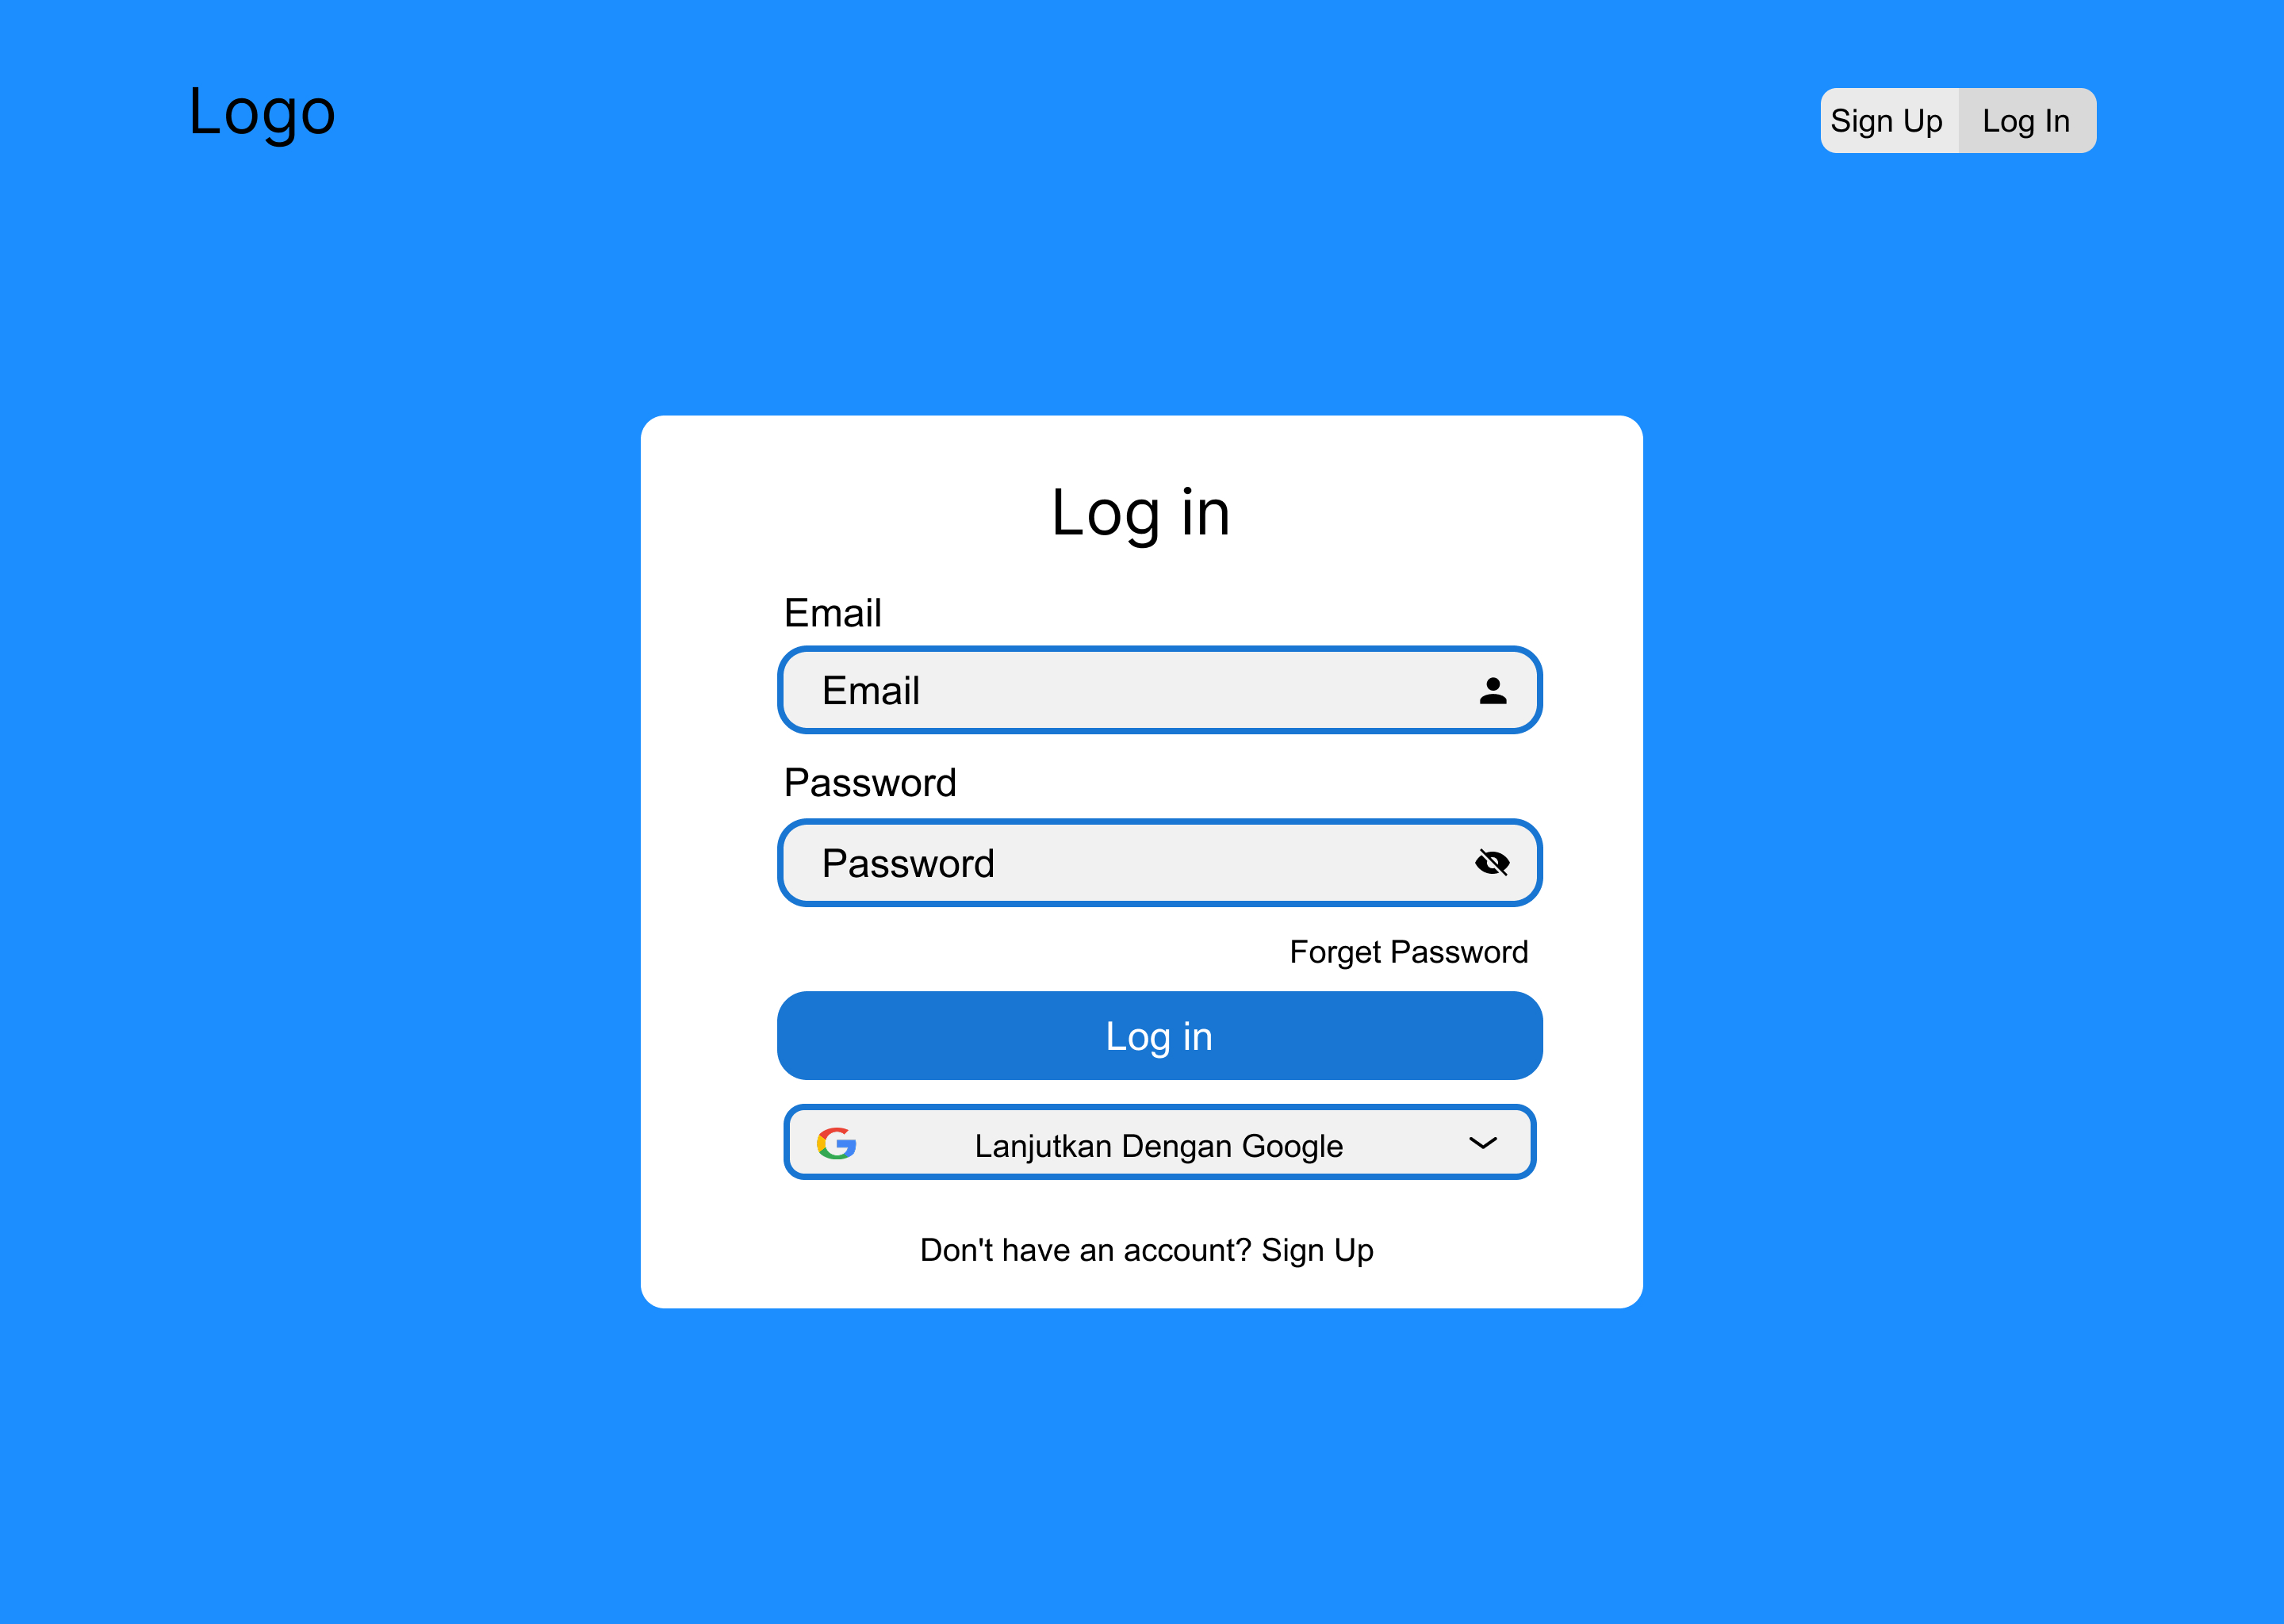 Logo
Sign Up
Log In
Log in
Email
Email
Password
Password
Forget Password
Log in
Lanjutkan Dengan Google
Don't have an account? Sign Up